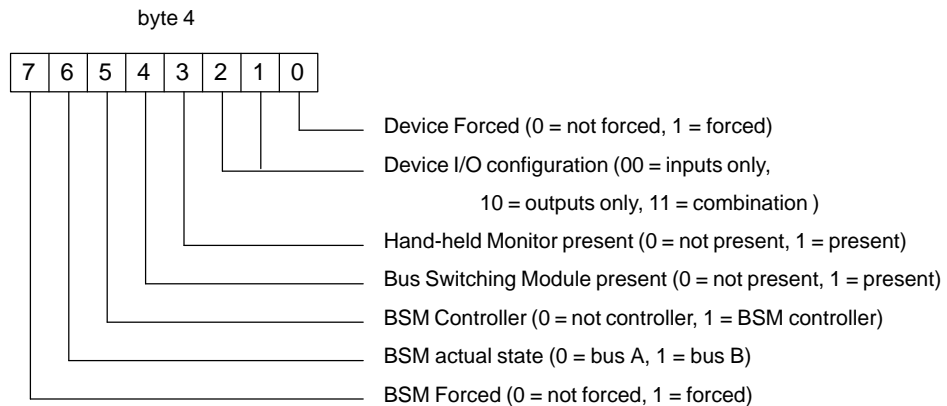 byte 4
7 6 5 4 3 2 1 0
Device Forced (0 = not forced, 1 = forced)
Device I/O configuration (00 = inputs only,
10 = outputs only, 11 = combination )
Hand-held Monitor present (0 = not present, 1 = present)
Bus Switching Module present (0 = not present, 1 = present)
BSM Controller (0 = not controller, 1 = BSM controller)
BSM actual state (0 = bus A, 1 = bus B)
BSM Forced (0 = not forced, 1 = forced)